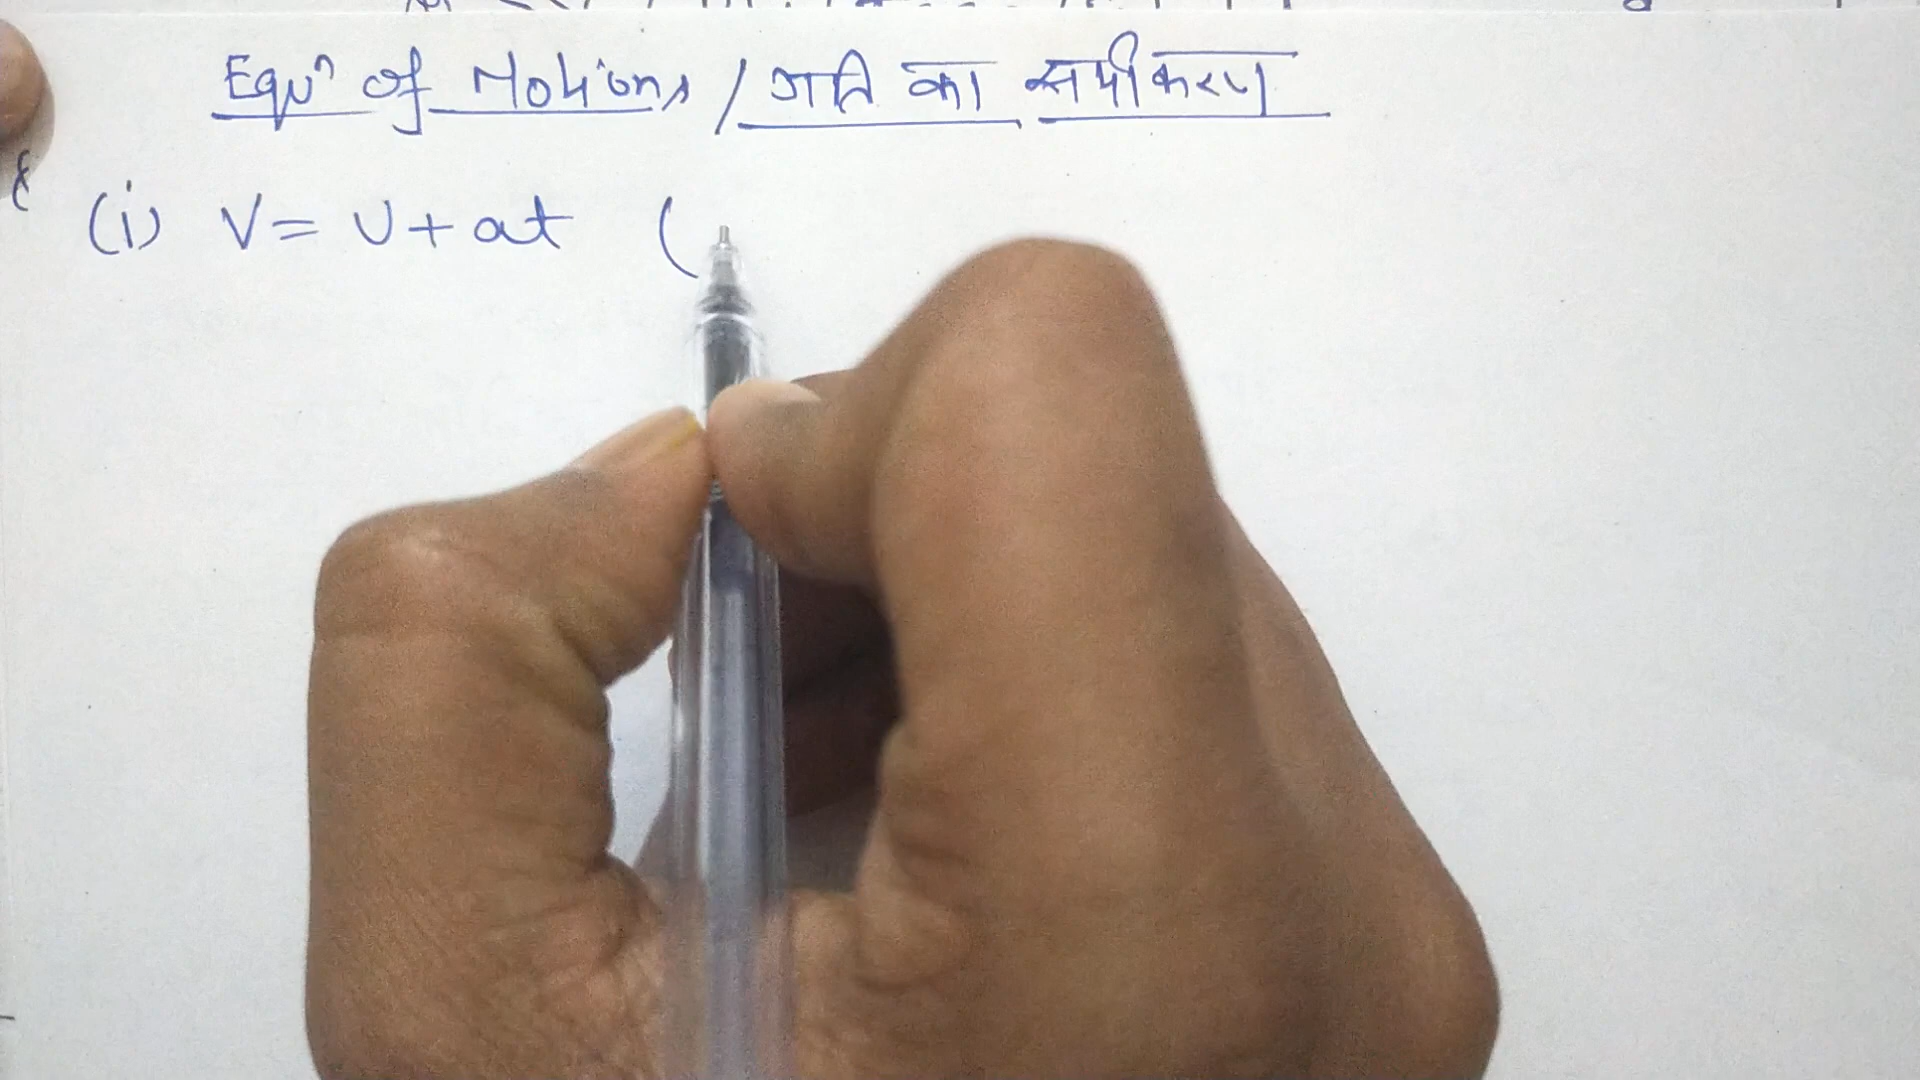 Equⁿ of Motions / गति का समीकरण
(i) V = U + at (